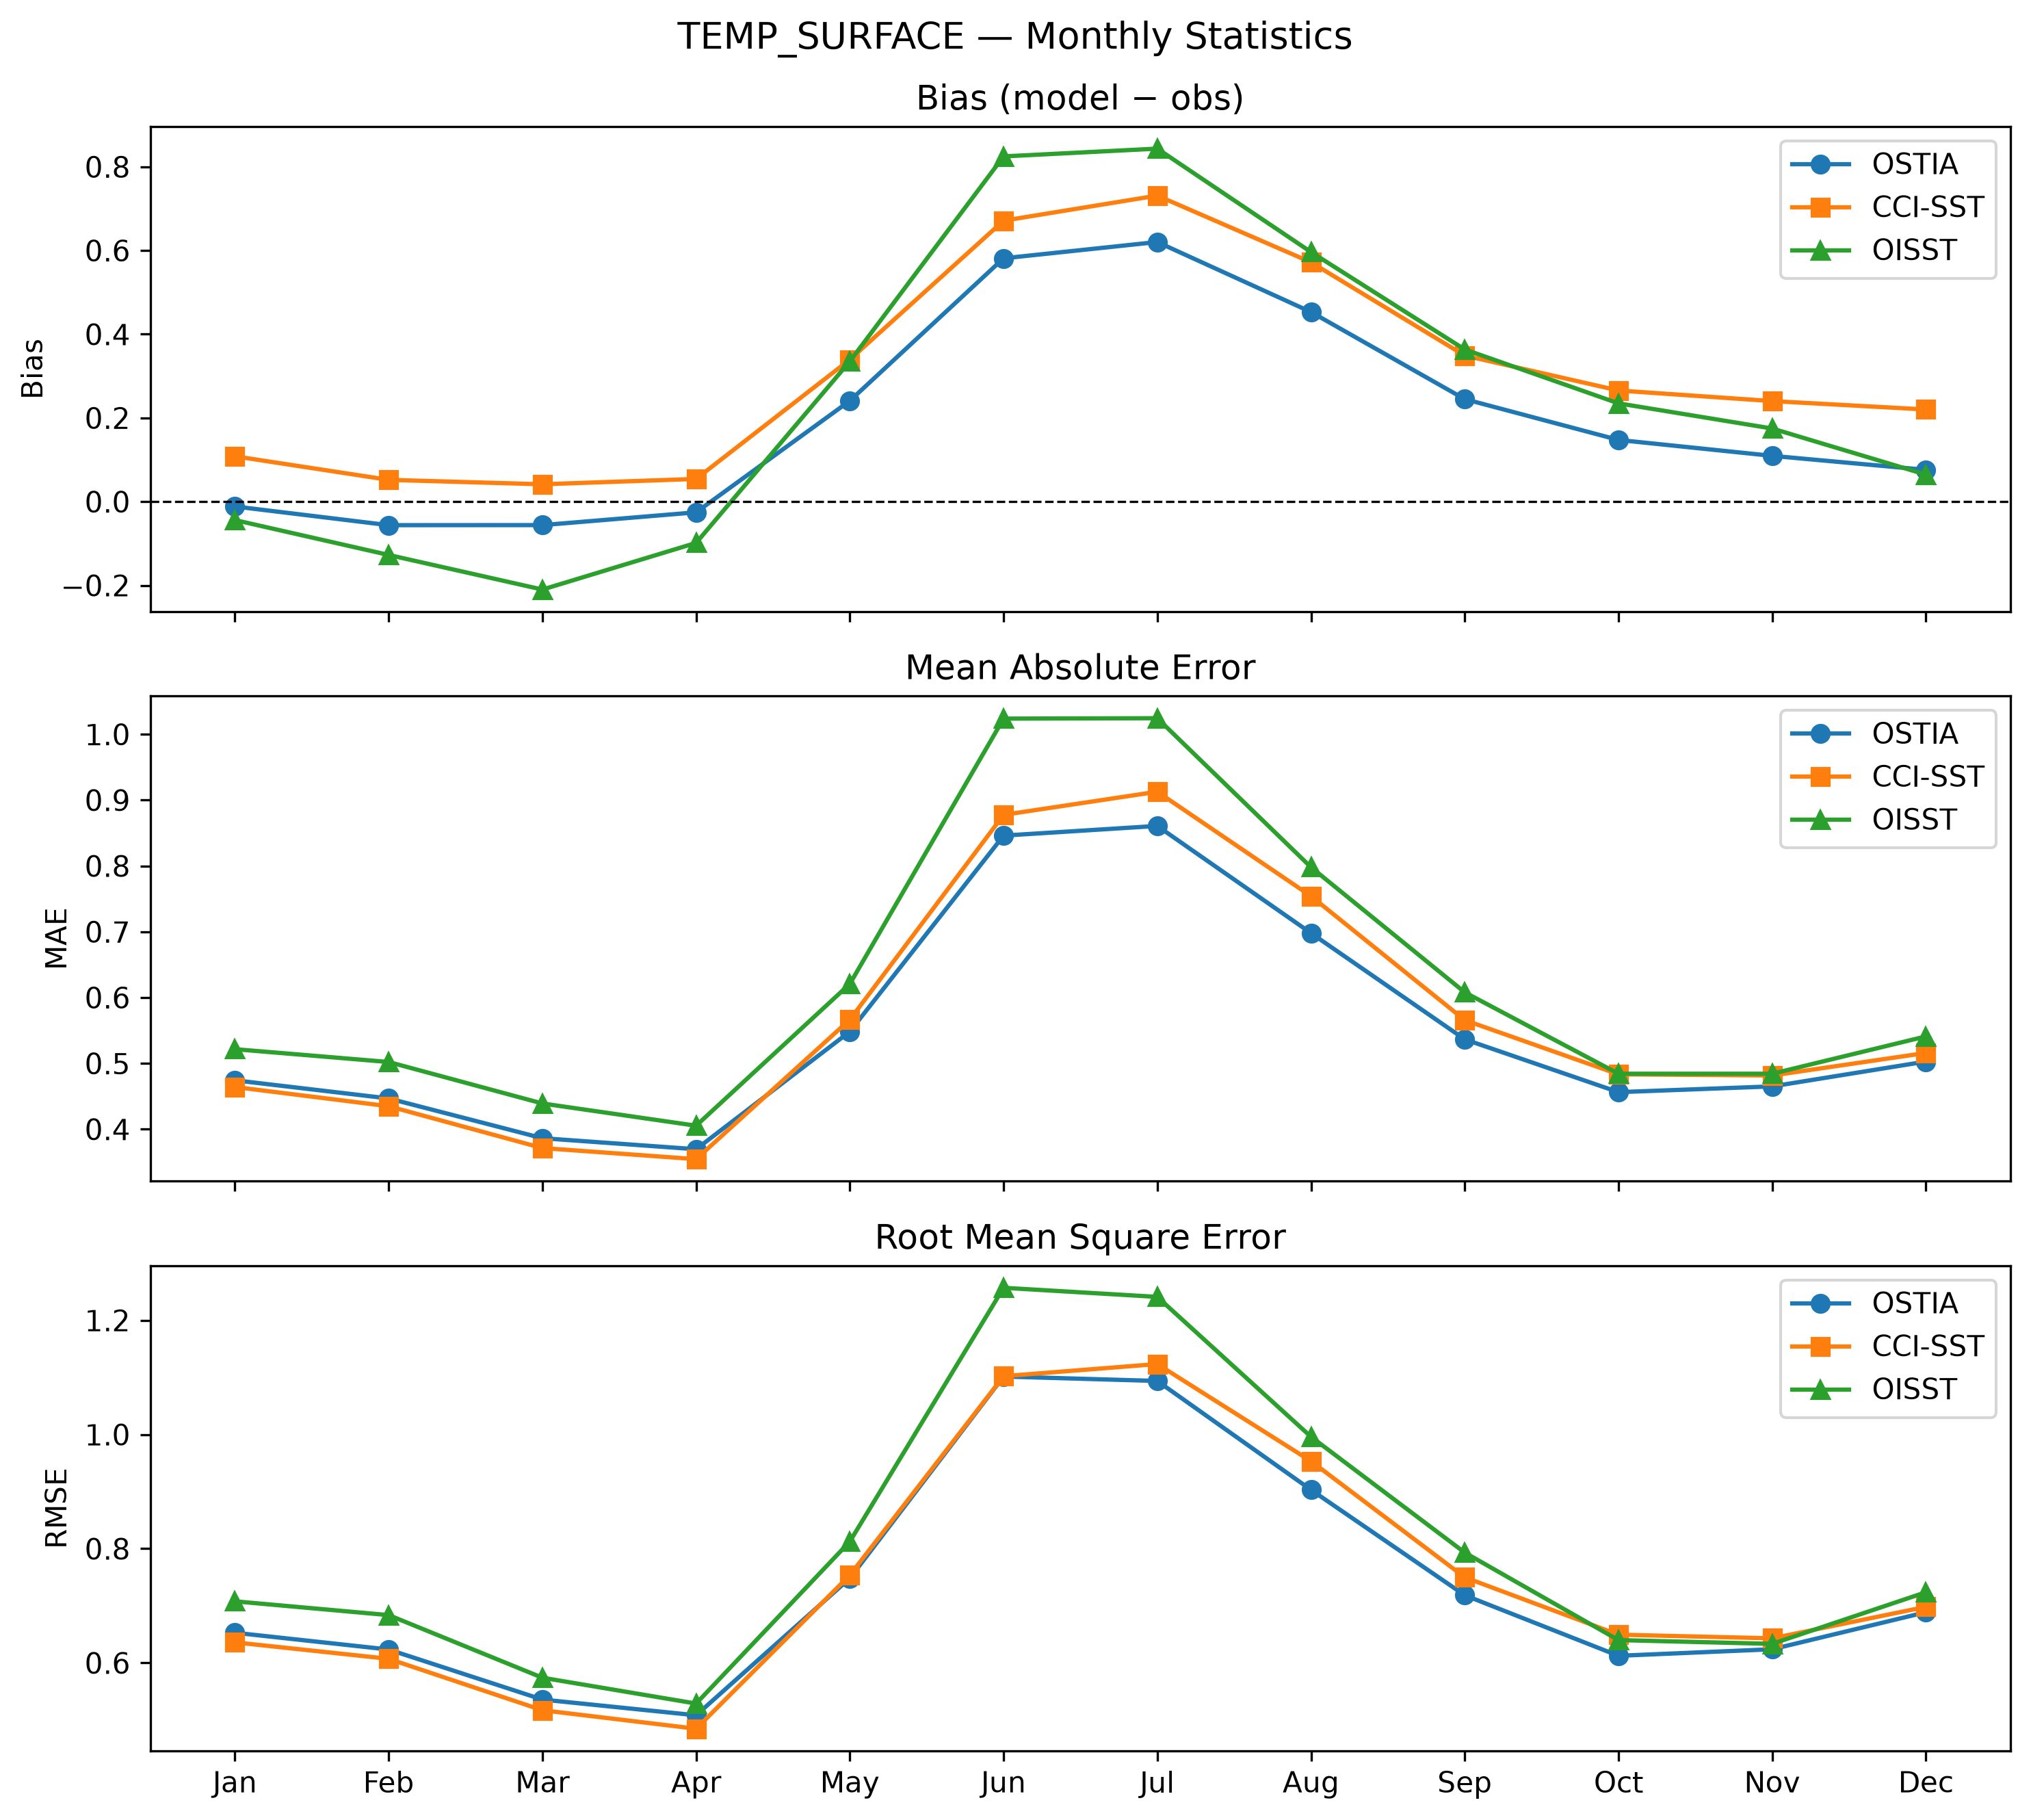 TEMP_SURFACE — Monthly Statistics
Bias (model − obs)
Bias
0.8
0.6
0.4
0.2
0.0
−0.2
OSTIA
CCI-SST
OISST
Mean Absolute Error
MAE
1.0
0.9
0.8
0.7
0.6
0.5
0.4
OSTIA
CCI-SST
OISST
Root Mean Square Error
RMSE
1.2
1.0
0.8
0.6
OSTIA
CCI-SST
OISST
Jan Feb Mar Apr May Jun Jul Aug Sep Oct Nov Dec